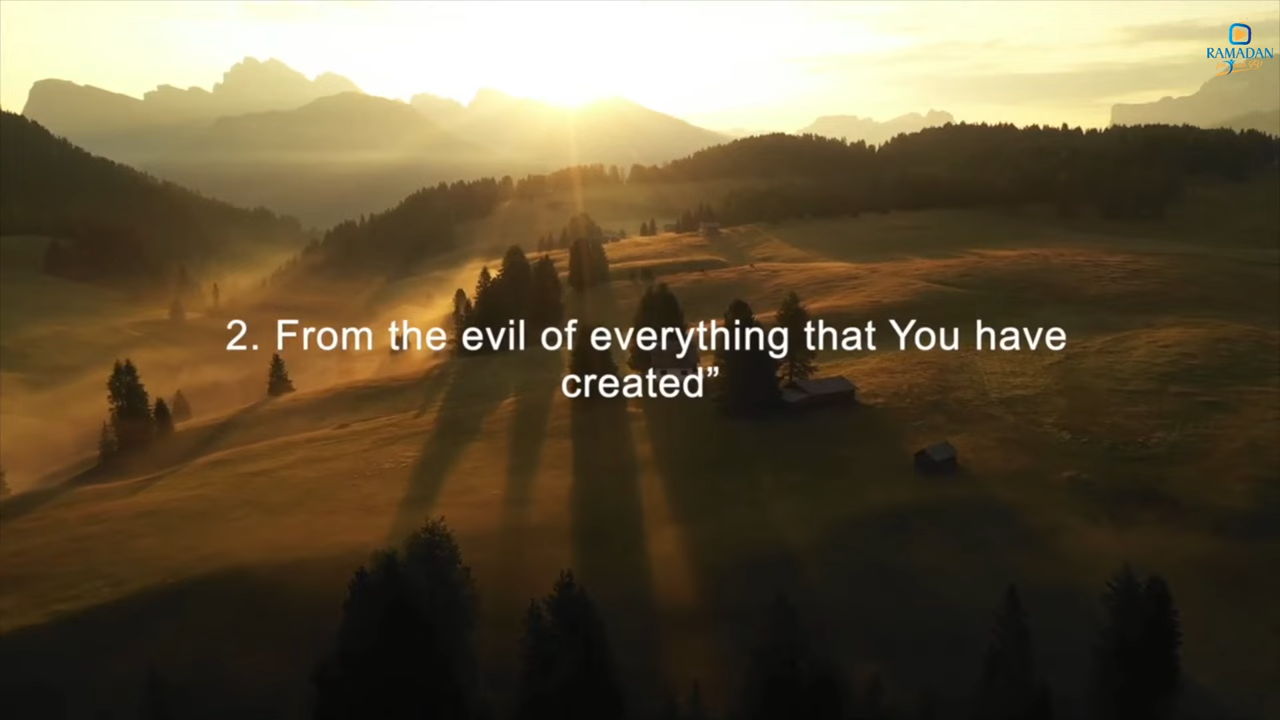 RAMADAN
2. From the evil of everything that You have
created”